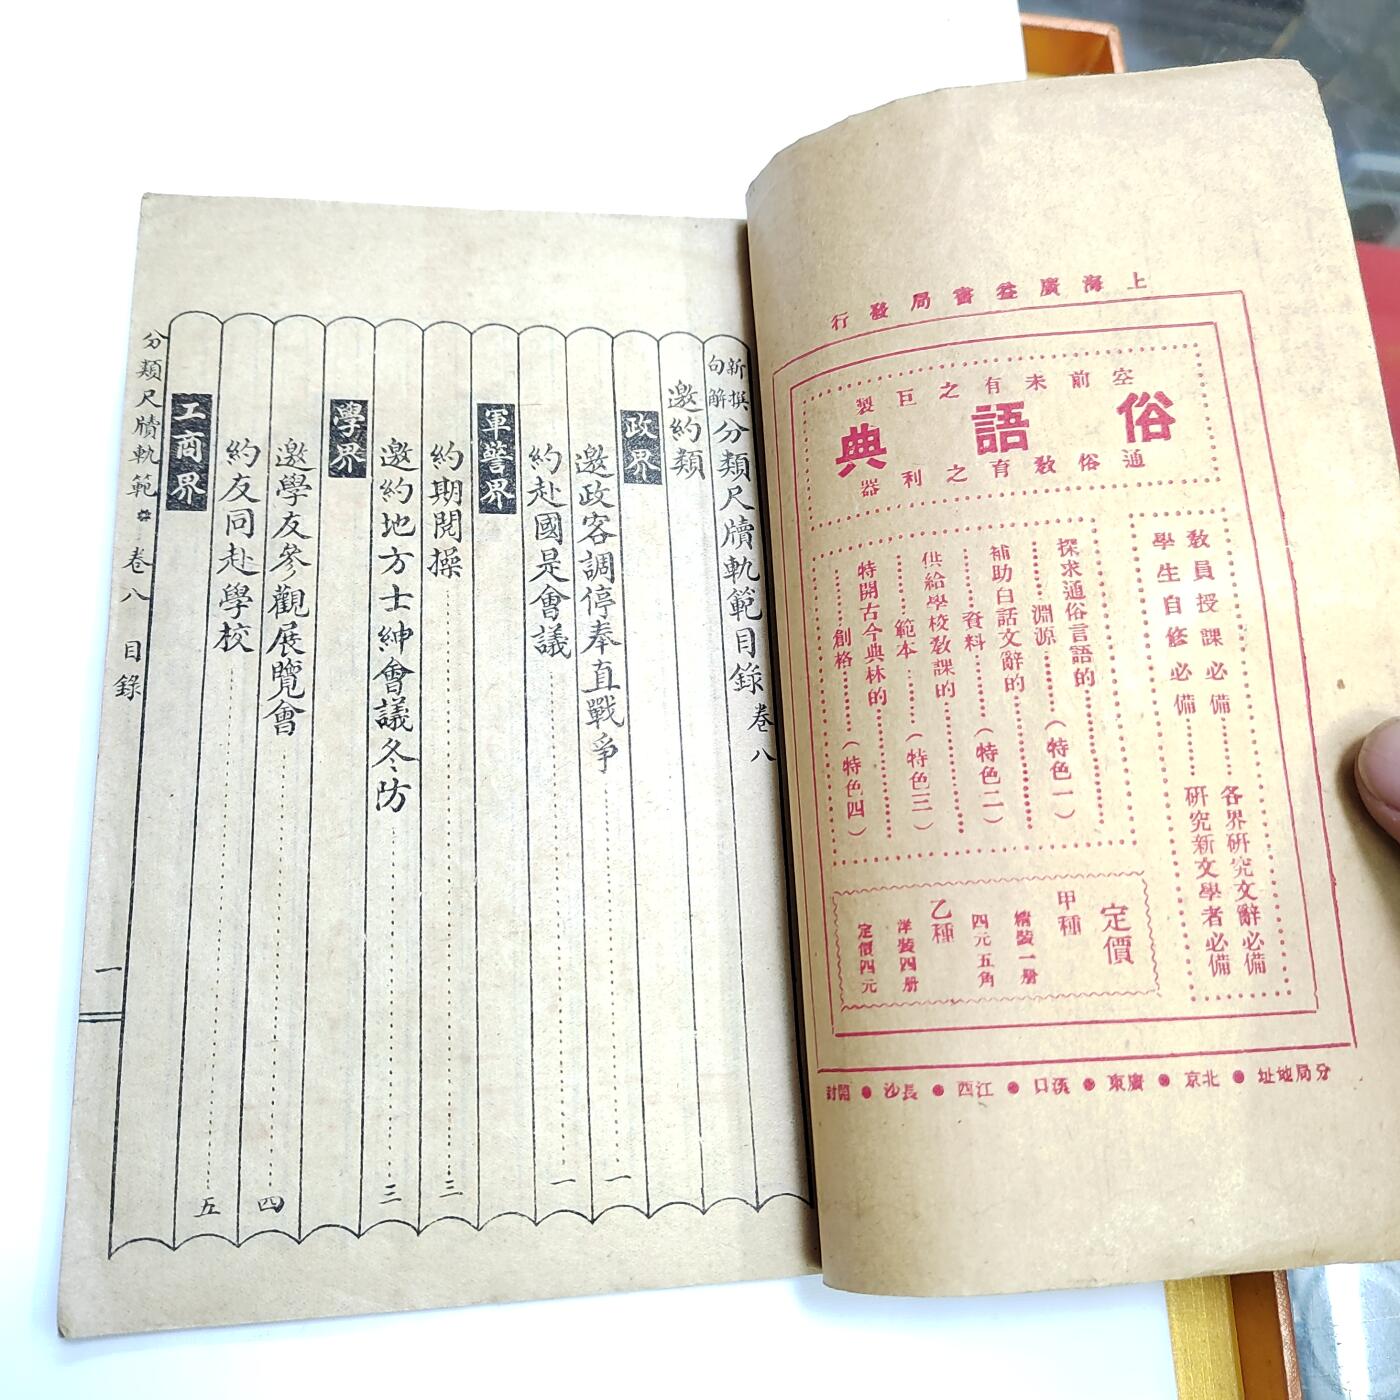 上海廣益書局發行
空前未有之巨製
俗語典
通俗教育之利器
教員授課必備……各界研究文辭必備
學生自修必備……研究新文學者必備
探求通俗言語的
……淵源……(特色一)
補助白話文辭的
……資料……(特色二)
供給學校教課的
……範本……(特色三)
特開古今典林的
……創格……(特色四)
定價
甲種
精裝一册
四元五角
乙種
洋裝四册
定價四元
分局地址●北京●廣東●漢口●江西●長沙●開封
新撰句解分類尺牘軌範目錄 卷八
邀約類
政界
邀政客調停奉直戰爭……一
約赴國是會議……一
軍警界
約期閱操……三
邀約地方士紳會議冬防……三
學界
邀學友參觀展覽會……四
約友同赴學校……五
工商界
分類尺牘軌範 卷八 目錄 一